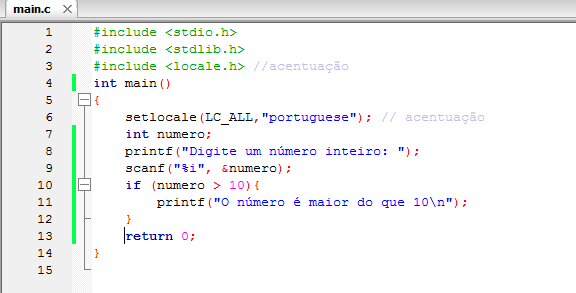 main.c
1 #include <stdio.h>
2 #include <stdlib.h>
3 #include <locale.h> //acentuação
4 int main()
5 {
6 setlocale(LC_ALL,"portuguese"); // acentuação
7 int numero;
8 printf("Digite um número inteiro: ");
9 scanf("%i", &numero);
10 if (numero > 10){
11 printf("O número é maior do que 10\n");
12 }
13 return 0;
14 }
15